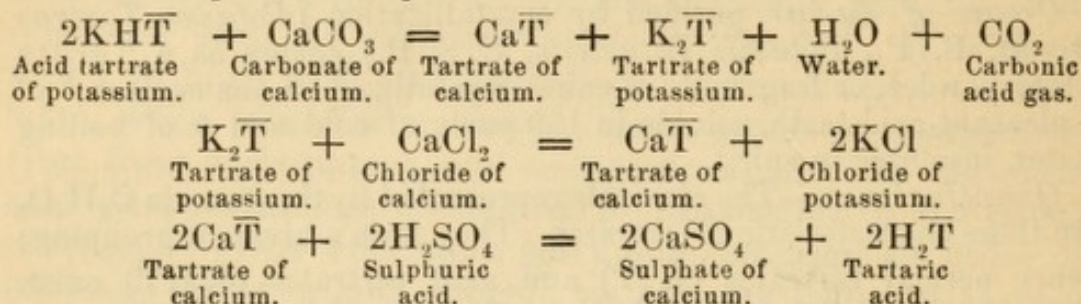 2KHT̅ + CaCO₃ = CaT̅ + K₂T̅ + H₂O + CO₂
Acid tartrate Carbonate of Tartrate of Tartrate of Water. Carbonic
of potassium. calcium. calcium. potassium. acid gas.
K₂T̅ + CaCl₂ = CaT̅ + 2KCl
Tartrate of Chloride of Tartrate of Chloride of
potassium. calcium. calcium. potassium.
2CaT̅ + 2H₂SO₄ = 2CaSO₄ + 2H₂T̅
Tartrate of Sulphuric Sulphate of Tartaric
calcium. acid. calcium. acid.